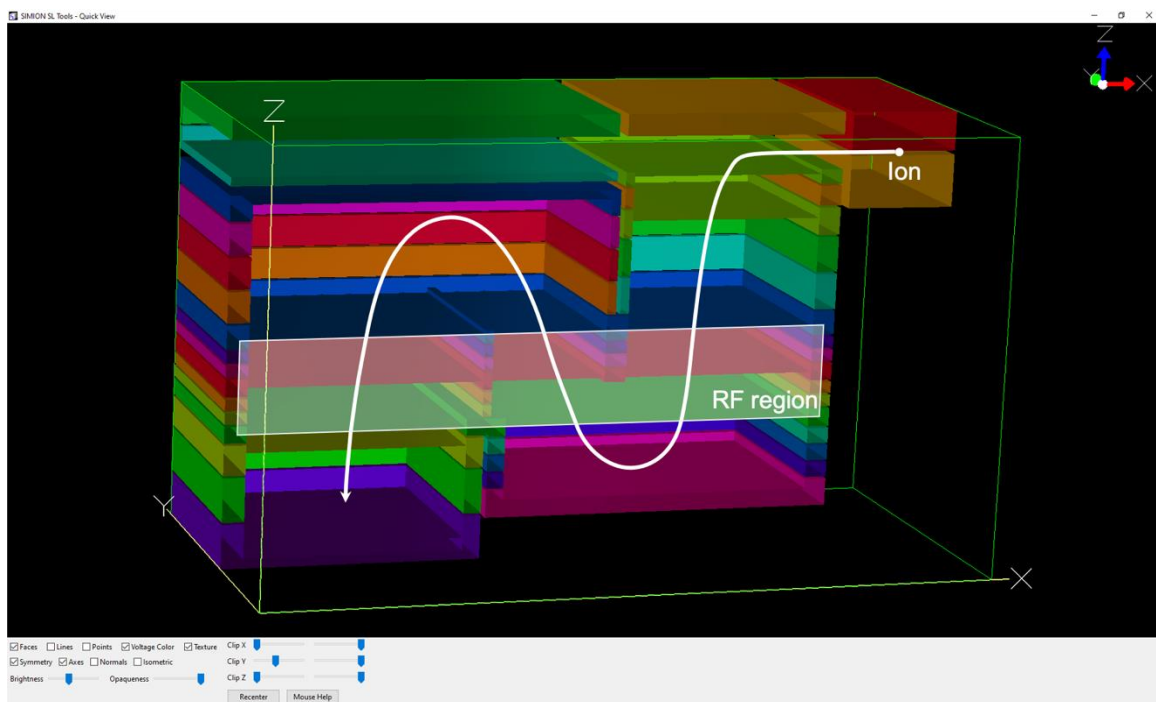 SIMION SL Tools - Quick View
Z
Y X
Z
Ion
RF region
Y
X
Faces Lines Points Voltage Color Texture Clip X
Symmetry Axes Normals Isometric Clip Y
Brightness Opaqueness Clip Z
Recenter Mouse Help